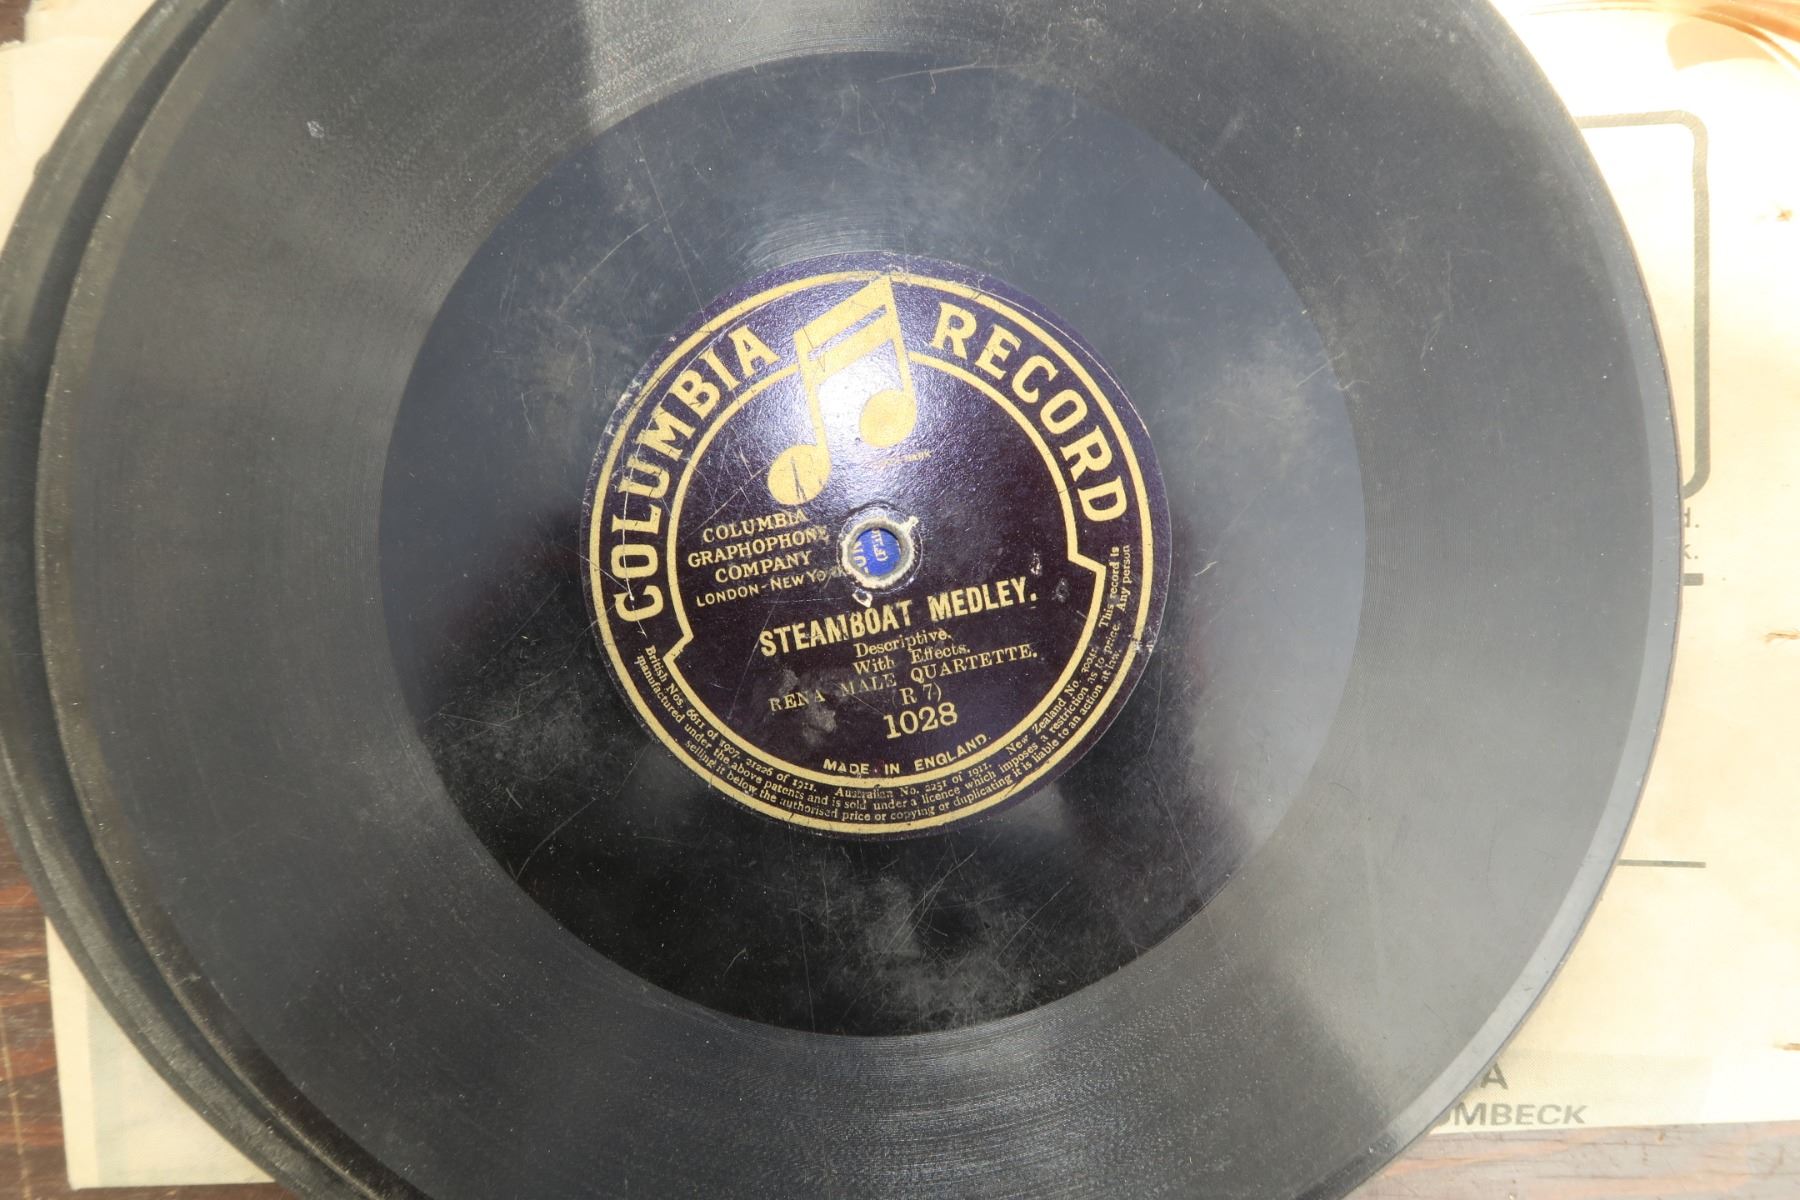 COLUMBIA RECORD
COLUMBIA
GRAPHOPHONE
COMPANY
LONDON-NEW YO
STEAMBOAT MEDLEY.
Descriptive.
With Effects.
RENA MALE QUARTETTE.
(R 7)
1028
MADE IN ENGLAND.
British Nos. 6611 of 1907, 21226 of 1911. Australian No. 2251 of 1911. New Zealand No. 30041. This record is
manufactured under the above patents and is sold under a licence which imposes a restriction as to price. Any person
selling it below the authorised price or copying or duplicating it is liable to an action at law.
d.
k.
A
OMBECK